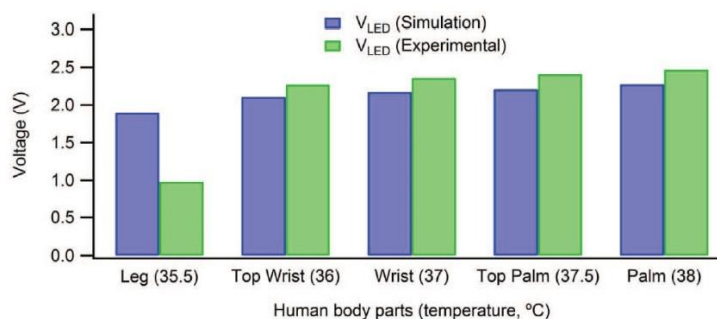 3.0
2.5
2.0
1.5
1.0
0.5
0.0
Voltage (V)
V_LED (Simulation)
V_LED (Experimental)
Leg (35.5)
Top Wrist (36)
Wrist (37)
Top Palm (37.5)
Palm (38)
Human body parts (temperature, ºC)